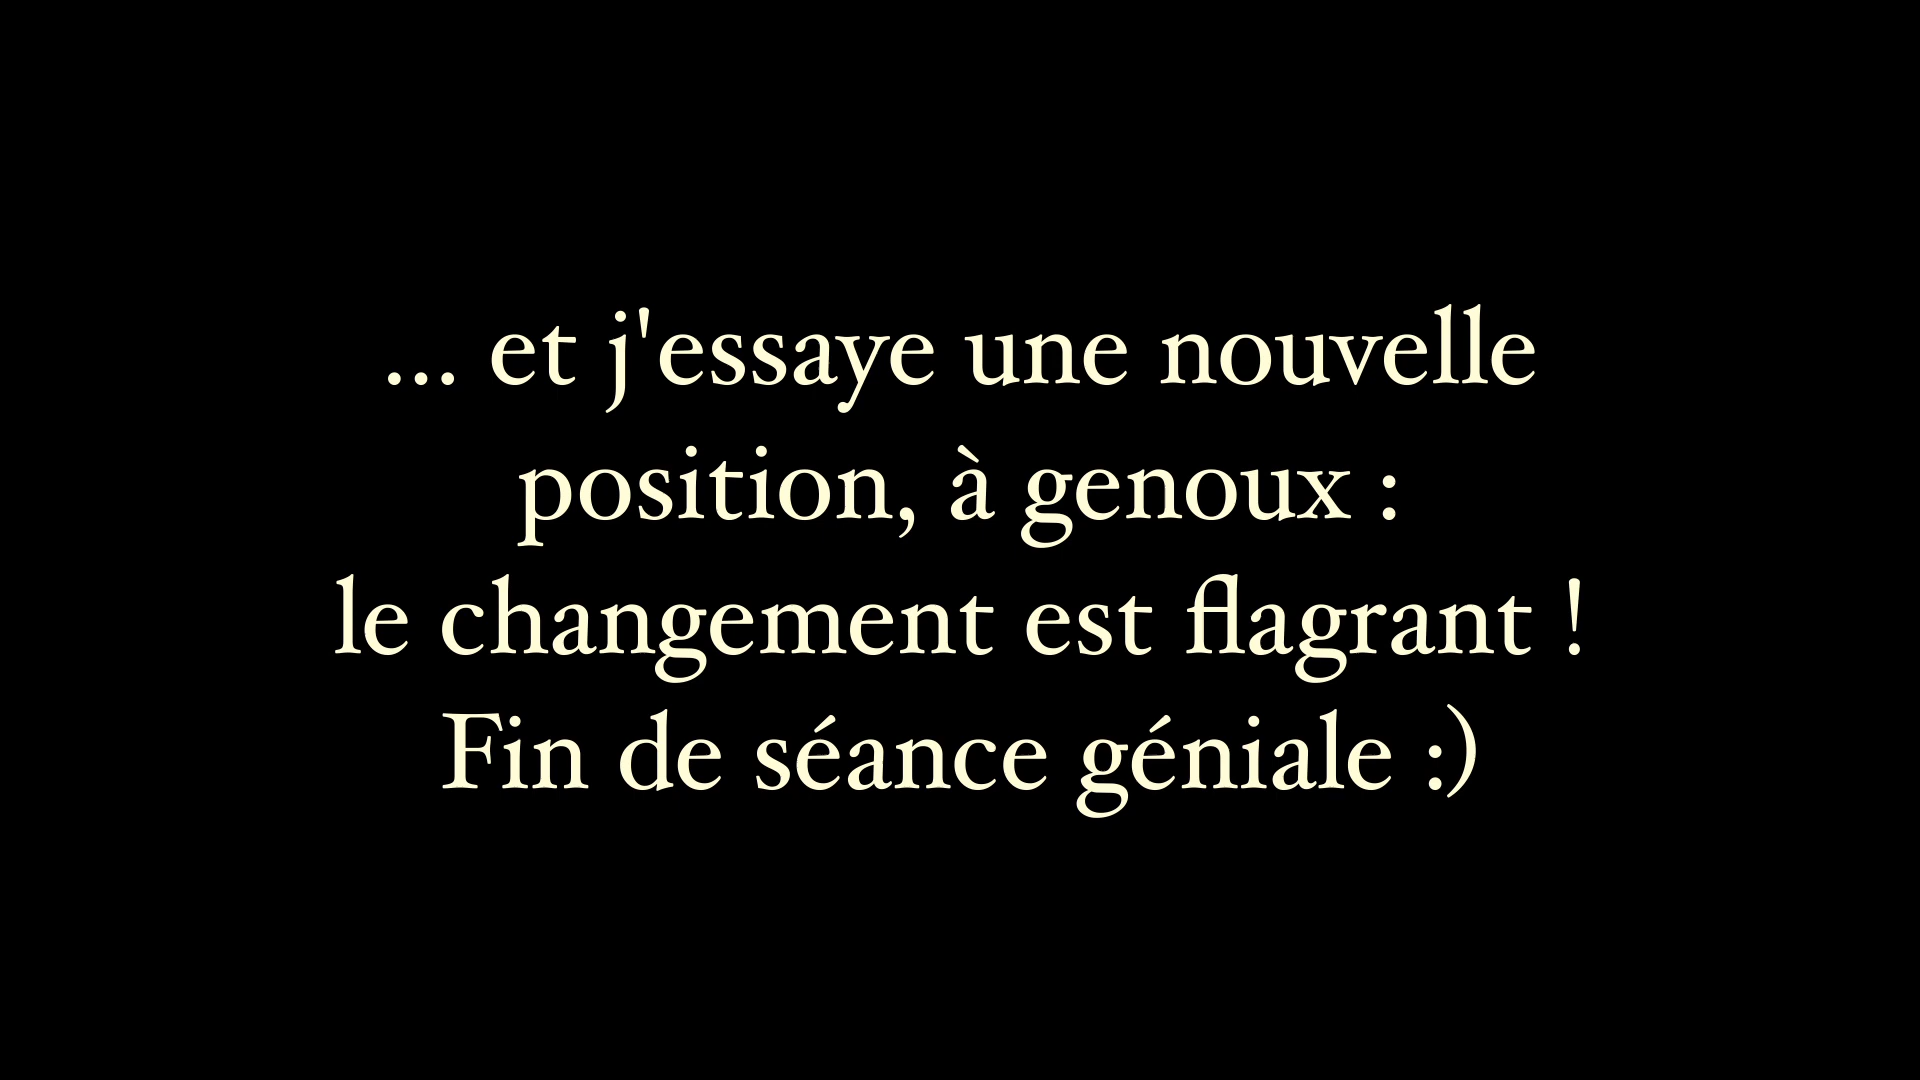 ... et j'essaye une nouvelle
position, à genoux :
le changement est flagrant !
Fin de séance géniale :)